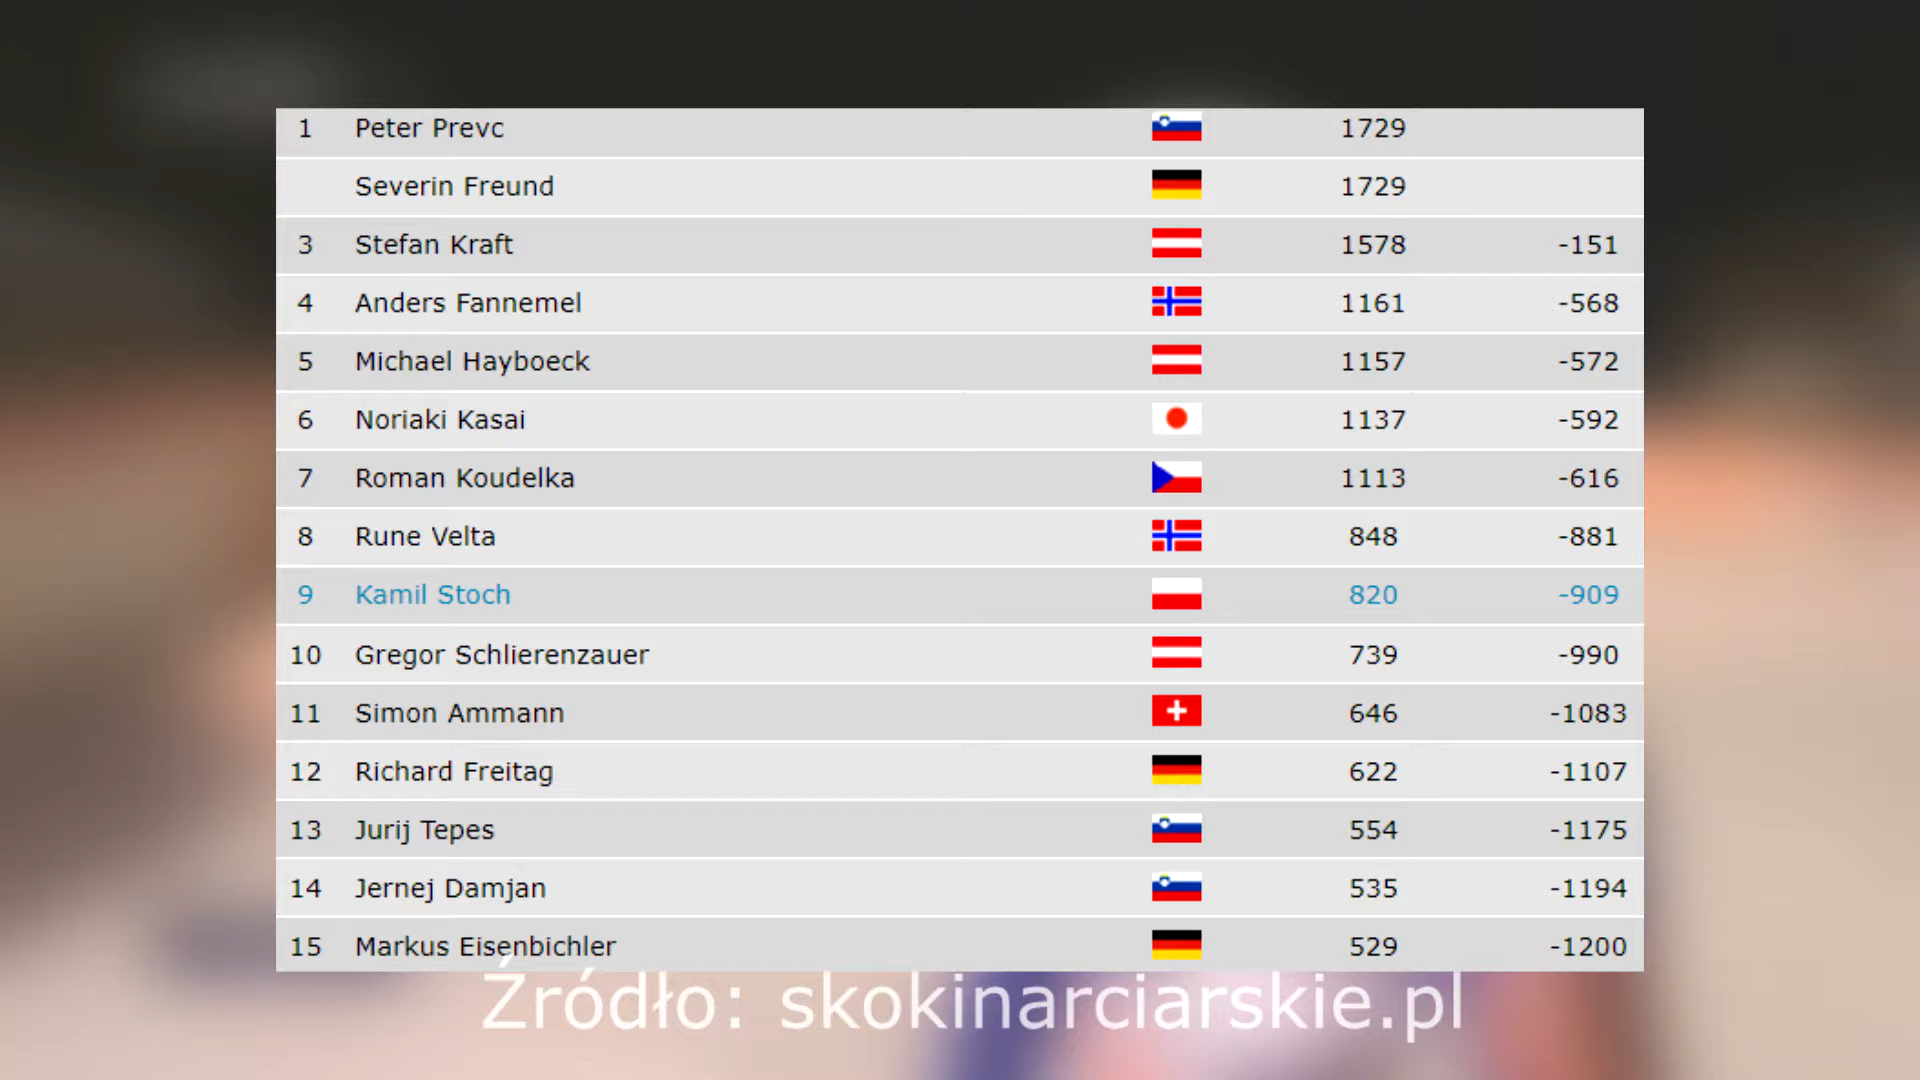 1 Peter Prevc 1729
Severin Freund 1729
3 Stefan Kraft 1578 -151
4 Anders Fannemel 1161 -568
5 Michael Hayboeck 1157 -572
6 Noriaki Kasai 1137 -592
7 Roman Koudelka 1113 -616
8 Rune Velta 848 -881
9 Kamil Stoch 820 -909
10 Gregor Schlierenzauer 739 -990
11 Simon Ammann 646 -1083
12 Richard Freitag 622 -1107
13 Jurij Tepes 554 -1175
14 Jernej Damjan 535 -1194
15 Markus Eisenbichler 529 -1200
Źródło: skokinarciarskie.pl